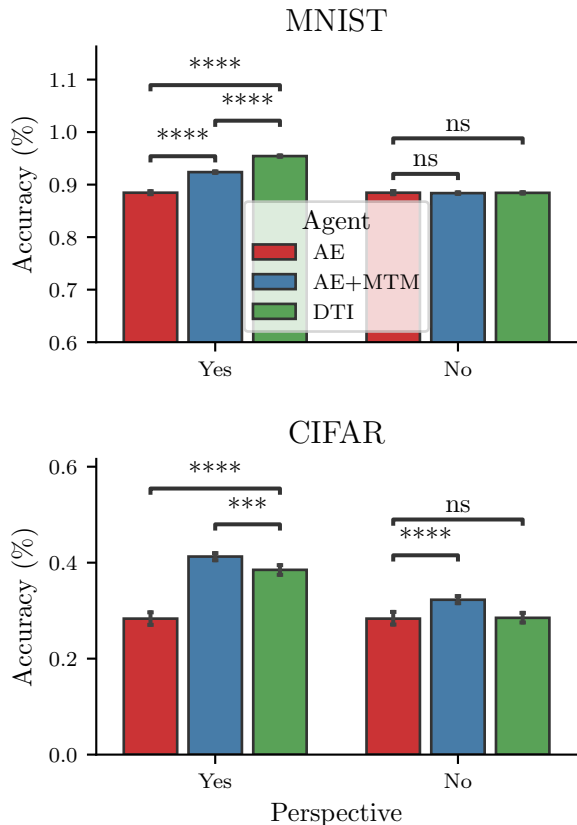 MNIST
Accuracy (%)
1.1
1.0
0.9
0.8
0.7
0.6
****
****
****
ns
ns
Agent
AE
AE+MTM
DTI
Yes
No
CIFAR
Accuracy (%)
0.6
0.4
0.2
0.0
****
***
ns
****
Yes
No
Perspective